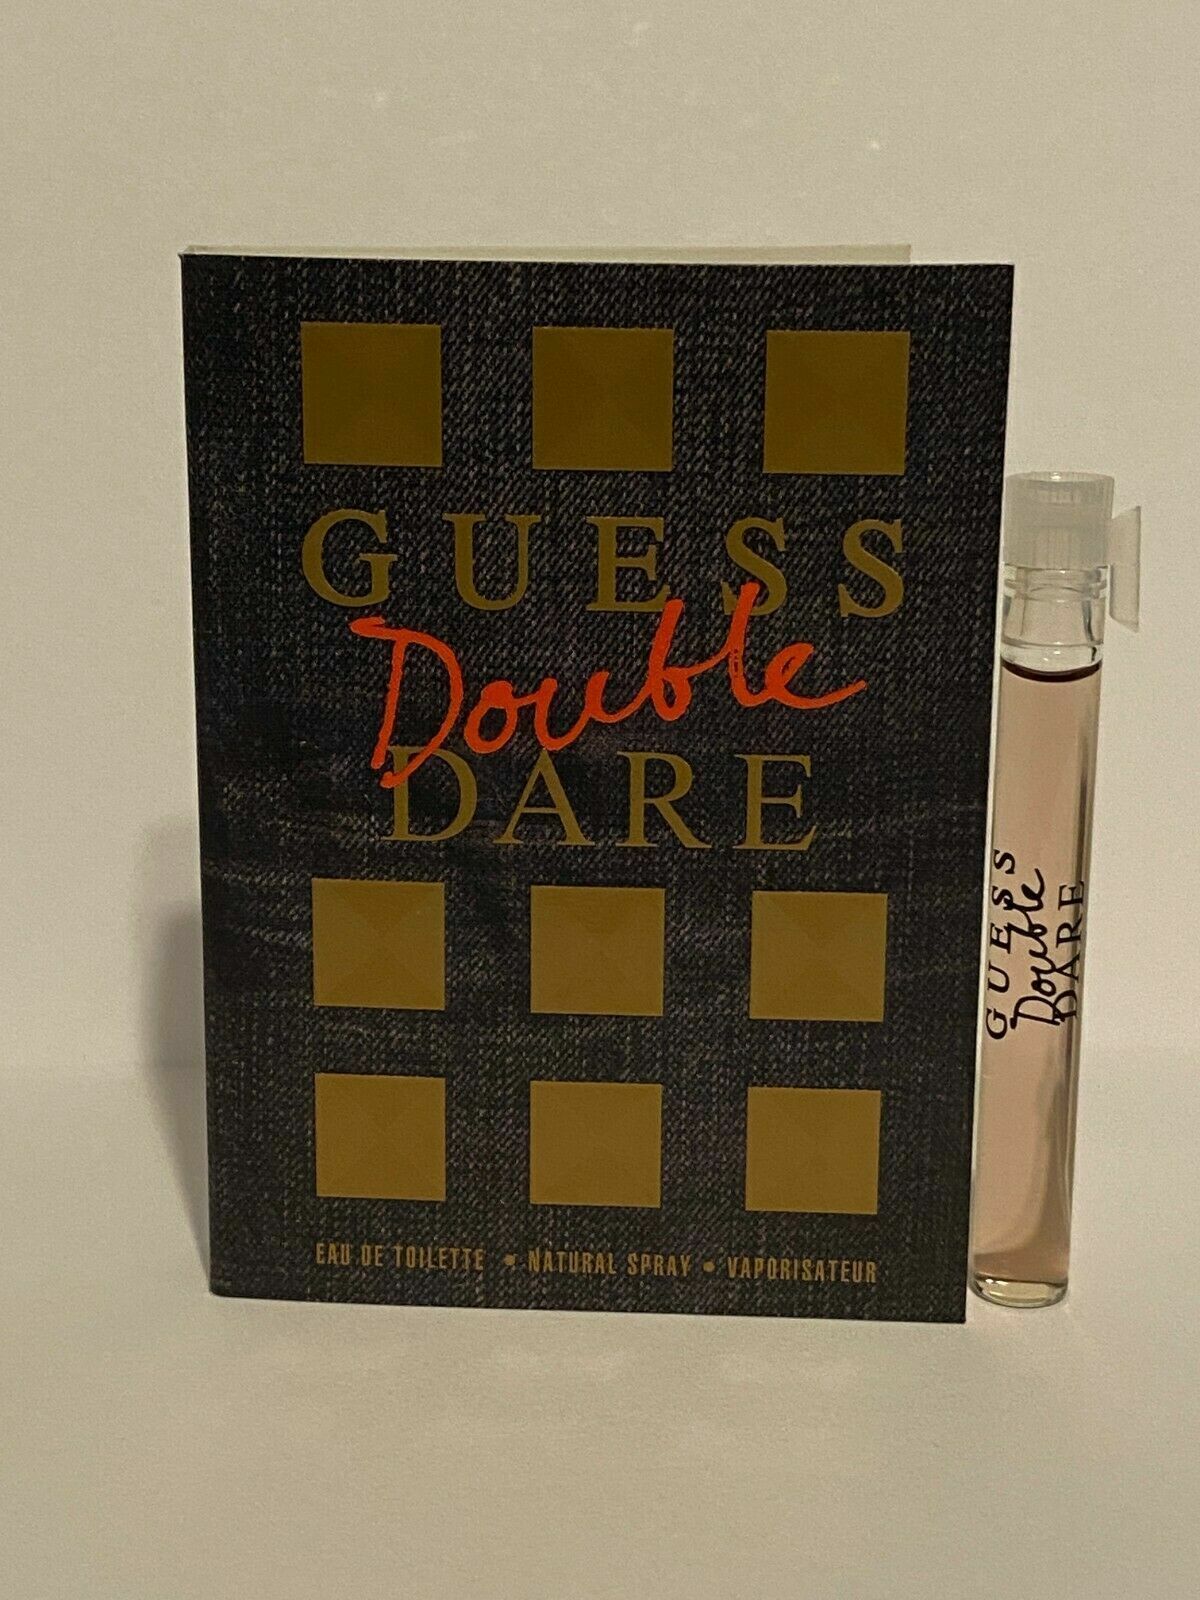 GUESS
Double
DARE
EAU DE TOILETTE • NATURAL SPRAY • VAPORISATEUR
GUESS
Double
DARE